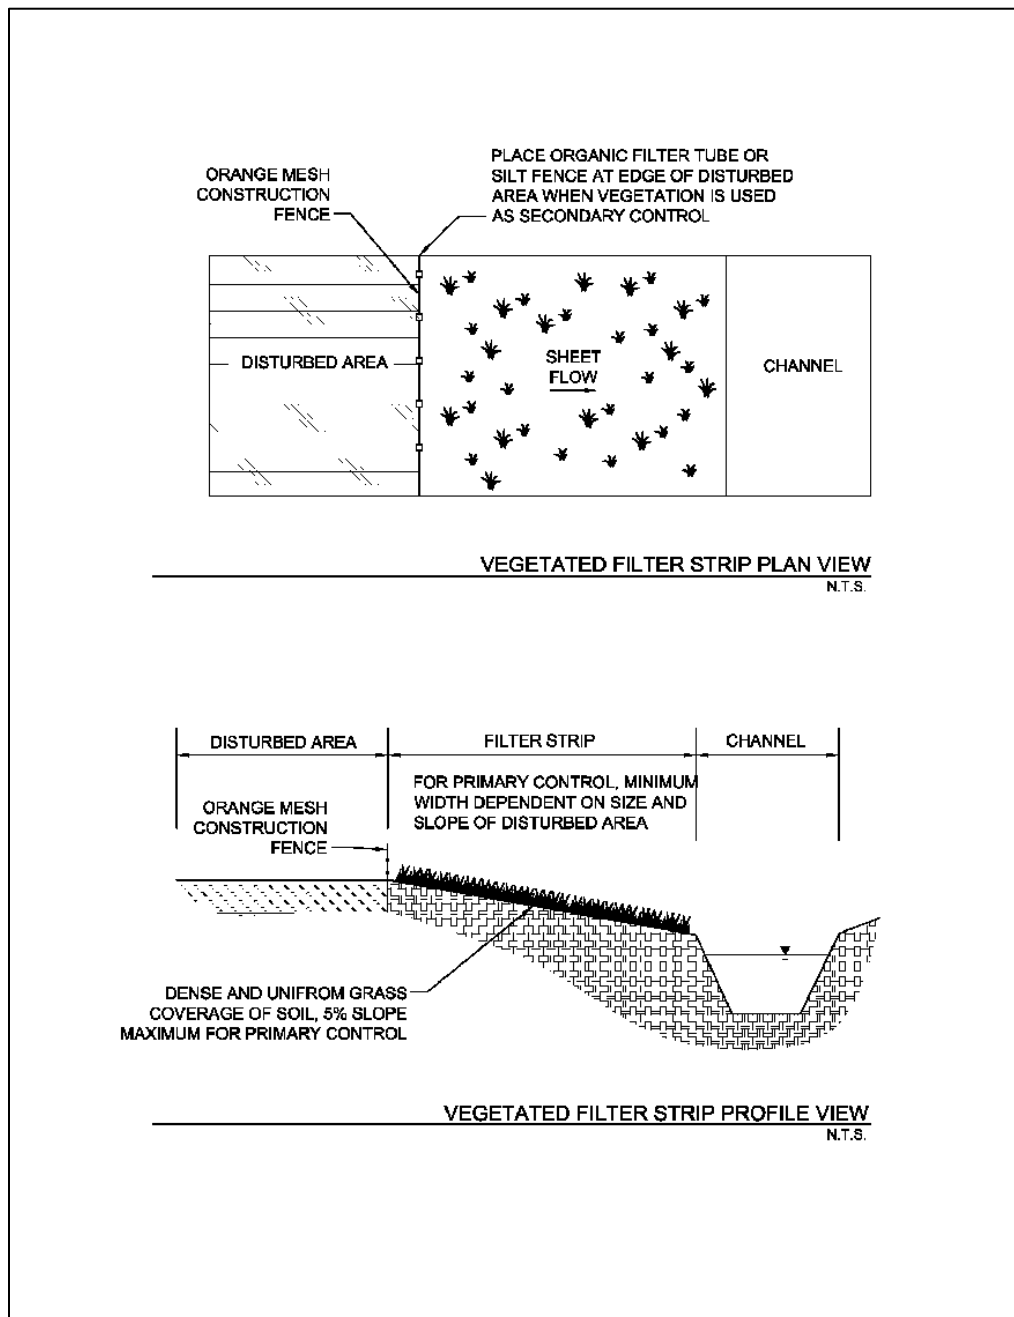 PLACE ORGANIC FILTER TUBE OR
SILT FENCE AT EDGE OF DISTURBED
AREA WHEN VEGETATION IS USED
AS SECONDARY CONTROL
ORANGE MESH
CONSTRUCTION
FENCE
DISTURBED AREA
SHEET
FLOW
CHANNEL
VEGETATED FILTER STRIP PLAN VIEW
N.T.S.
DISTURBED AREA
FILTER STRIP
CHANNEL
FOR PRIMARY CONTROL, MINIMUM
WIDTH DEPENDENT ON SIZE AND
SLOPE OF DISTURBED AREA
ORANGE MESH
CONSTRUCTION
FENCE
DENSE AND UNIFROM GRASS
COVERAGE OF SOIL, 5% SLOPE
MAXIMUM FOR PRIMARY CONTROL
VEGETATED FILTER STRIP PROFILE VIEW
N.T.S.